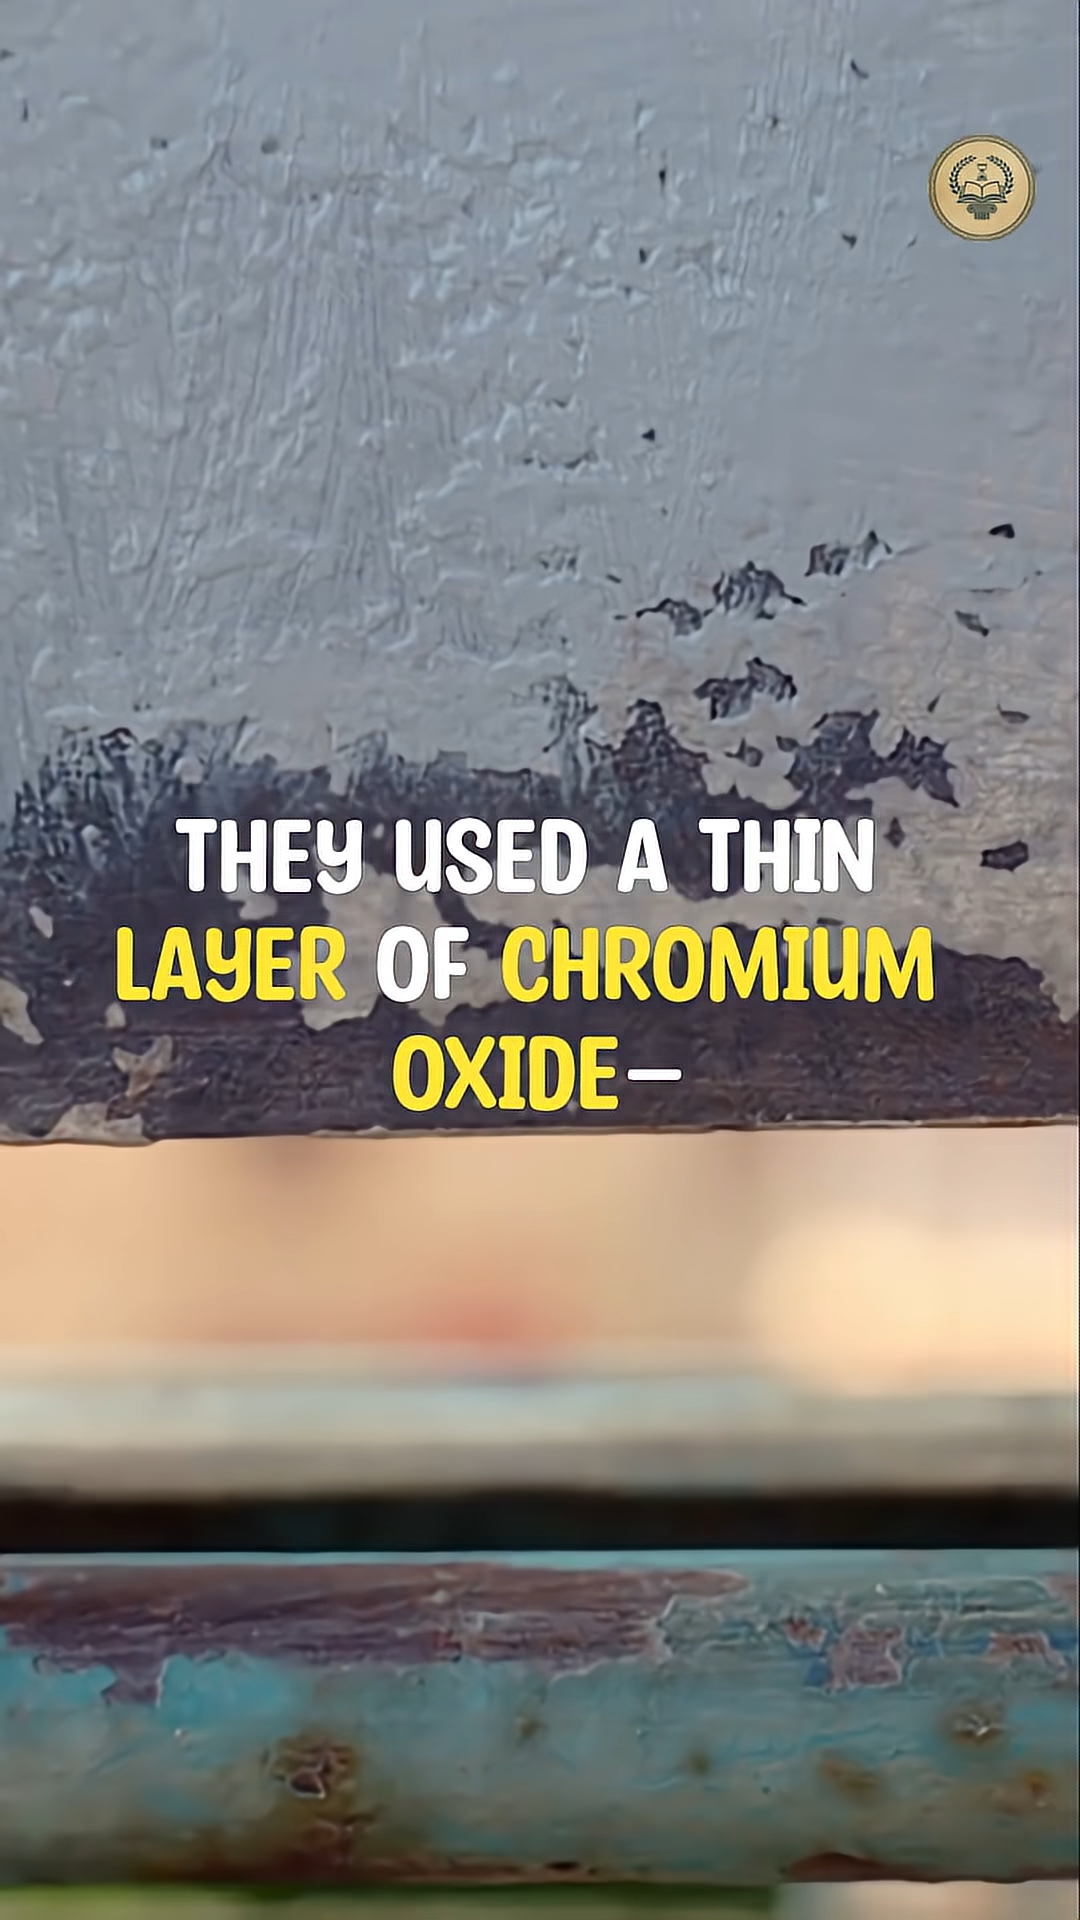 THEY USED A THIN
LAYER OF CHROMIUM
OXIDE—